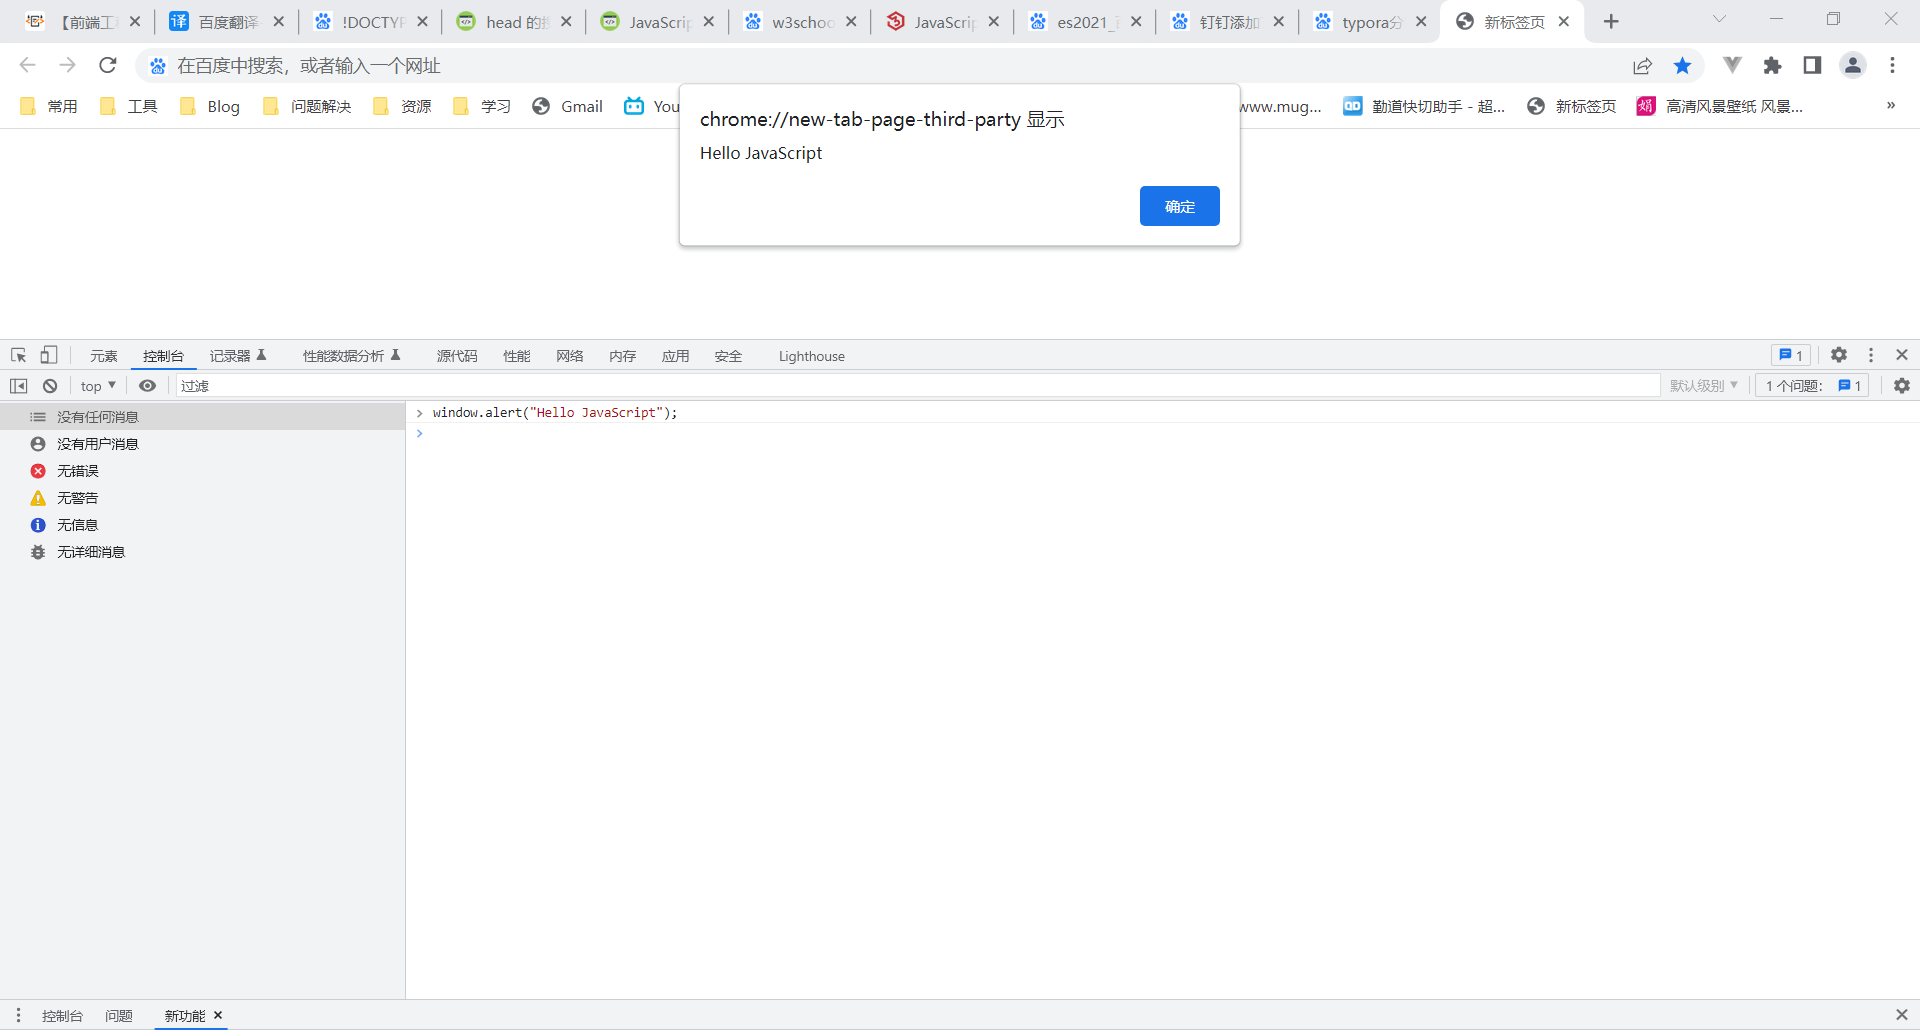 【前端工 百度翻译 !DOCTYP head 的 JavaScrip w3schoo JavaScrip es2021_ 钉钉添加 typora分 新标签页
在百度中搜索，或者输入一个网址
常用 工具 Blog 问题解决 资源 学习 Gmail You www.mug... 勤道快切助手 - 超... 新标签页 高清风景壁纸 风景... »
chrome://new-tab-page-third-party 显示
Hello JavaScript
确定
元素 控制台 记录器 性能数据分析 源代码 性能 网络 内存 应用 安全 Lighthouse 1
top 过滤 默认级别 1 个问题: 1
没有任何消息
没有用户消息
无错误
无警告
无信息
无详细消息
> window.alert("Hello JavaScript");
>
控制台 问题 新功能